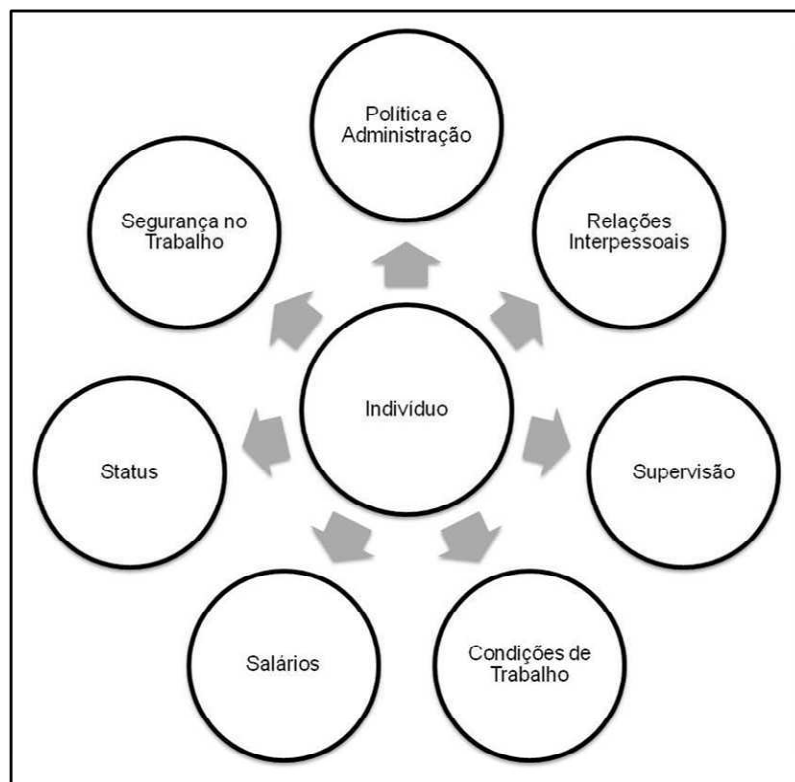 Política e
Administração
Segurança no
Trabalho
Relações
Interpessoais
Indivíduo
Status
Supervisão
Salários
Condições de
Trabalho